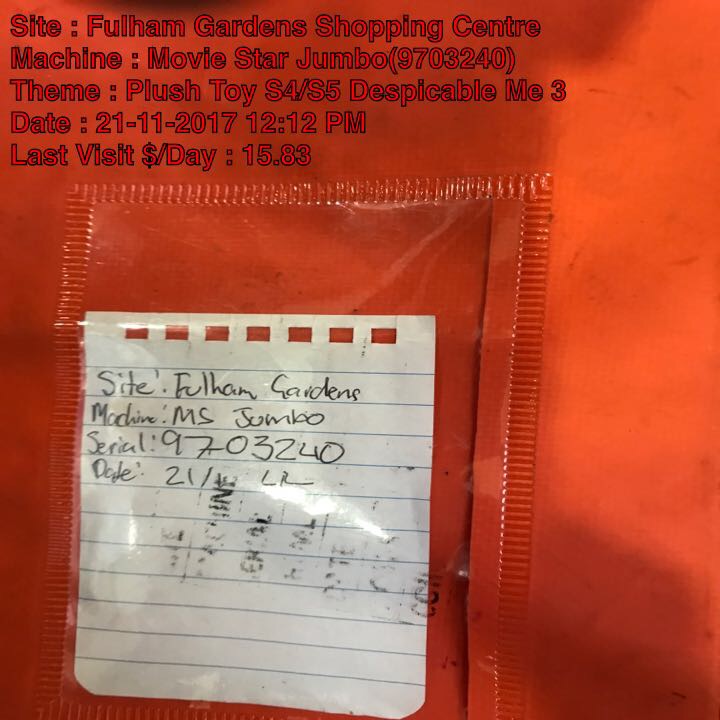 Site : Fulham Gardens Shopping Centre
Machine : Movie Star Jumbo(9703240)
Theme : Plush Toy S4/S5 Despicable Me 3
Date : 21-11-2017 12:12 PM
Last Visit $/Day : 15.83
Site: Fulham Gardens
Machine: MS Jumbo
Serial: 9703240
Date: 21/
MACHINE
DATE